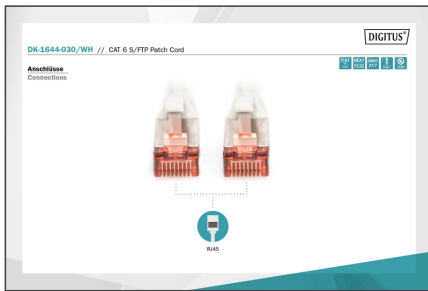 DIGITUS®
DK-1644-030/WH // CAT 6 S/FTP Patch Cord
Anschlüsse
Connections
RJ45